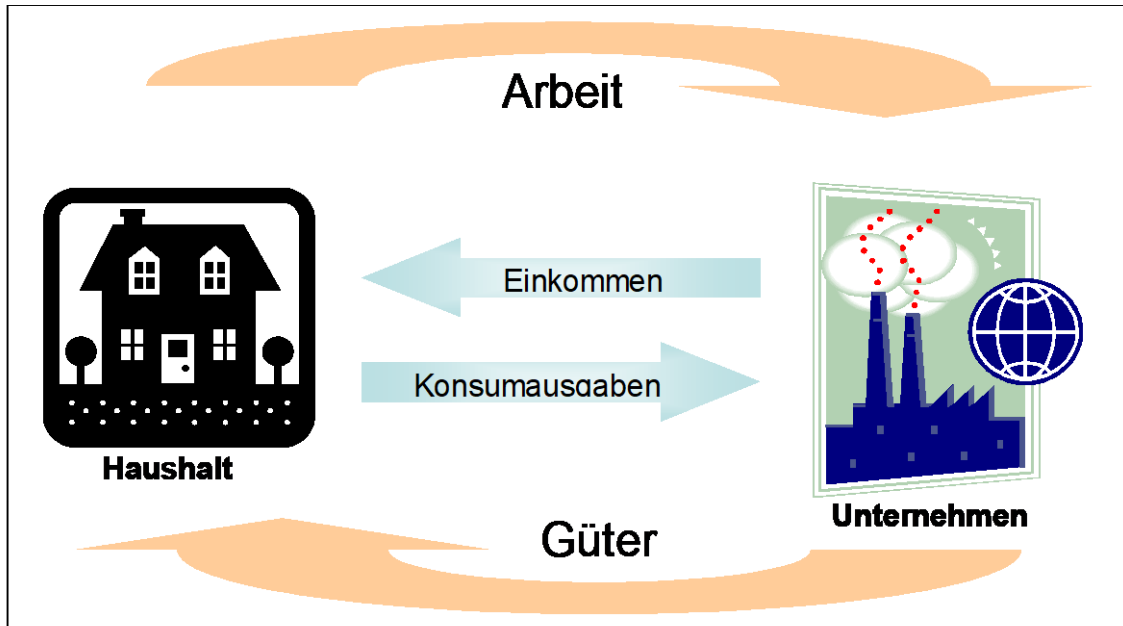 Arbeit
Einkommen
Konsumausgaben
Haushalt
Unternehmen
Güter